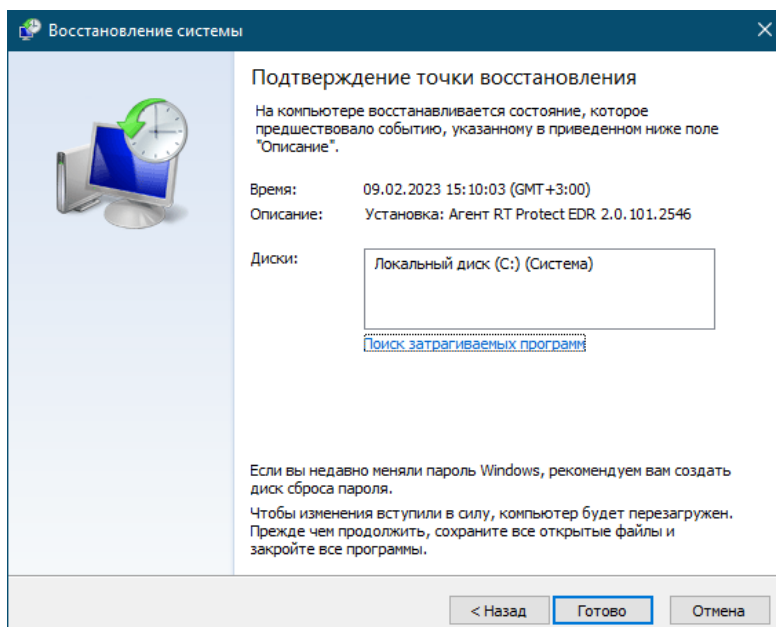 Восстановление системы
Подтверждение точки восстановления
На компьютере восстанавливается состояние, которое
предшествовало событию, указанному в приведенном ниже поле
"Описание".
Время: 09.02.2023 15:10:03 (GMT+3:00)
Описание: Установка: Агент RT Protect EDR 2.0.101.2546
Диски: Локальный диск (C:) (Система)
Поиск затрагиваемых программ
Если вы недавно меняли пароль Windows, рекомендуем вам создать
диск сброса пароля.
Чтобы изменения вступили в силу, компьютер будет перезагружен.
Прежде чем продолжить, сохраните все открытые файлы и
закройте все программы.
< Назад Готово Отмена